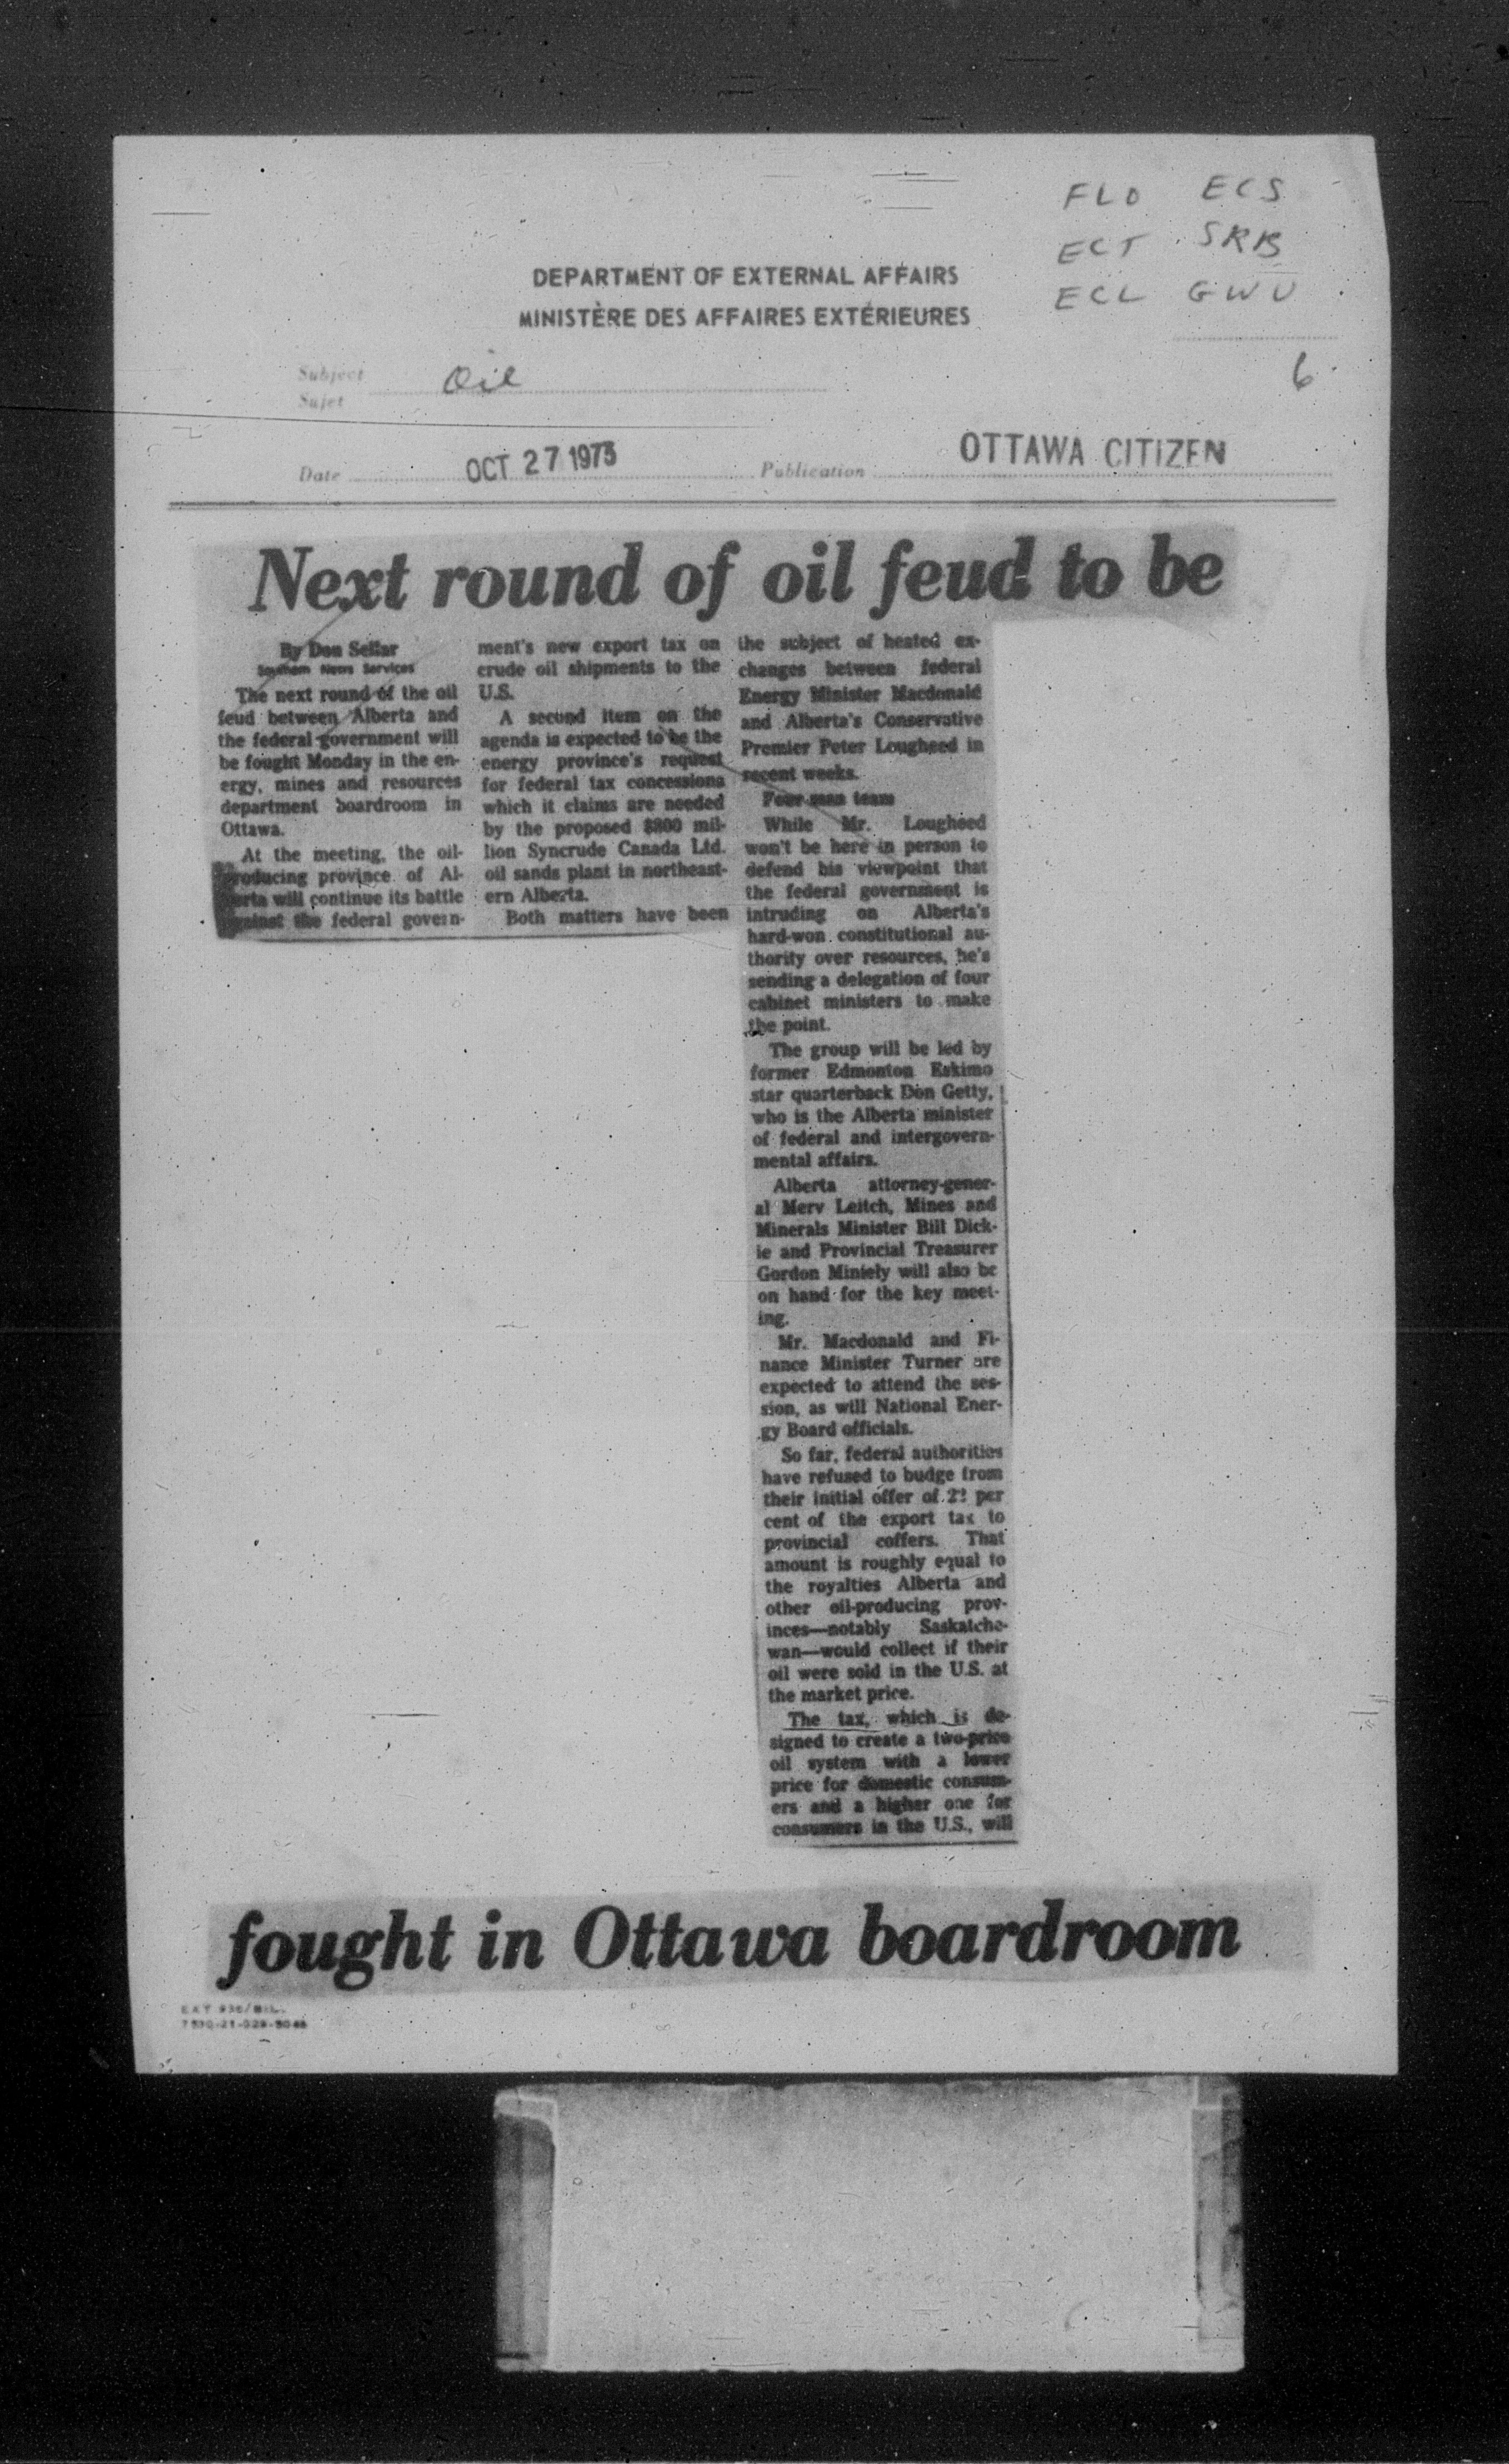 FLO ECS
ECT SRB
ECL GWU
DEPARTMENT OF EXTERNAL AFFAIRS
MINISTÈRE DES AFFAIRES EXTÉRIEURES
6
Subject
Sujet
Oil
Date OCT 27 1973 Publication OTTAWA CITIZEN
Next round of oil feud to be
By Don Sellar
Southern News Services
The next round of the oil
feud between Alberta and
the federal government will
be fought Monday in the en-
ergy, mines and resources
department boardroom in
Ottawa.
At the meeting, the oil-
producing province of Al-
berta will continue its battle
against the federal govern-
ment's new export tax on
crude oil shipments to the
U.S.
A second item on the
agenda is expected to be the
energy province's request
for federal tax concessions
which it claims are needed
by the proposed $800 mil-
lion Syncrude Canada Ltd.
oil sands plant in northeast-
ern Alberta.
Both matters have been
the subject of heated ex-
changes between federal
Energy Minister Macdonald
and Alberta's Conservative
Premier Peter Lougheed in
recent weeks.
Four-man team
While Mr. Lougheed
won't be here in person to
defend his viewpoint that
the federal government is
intruding on Alberta's
hard-won constitutional au-
thority over resources, he's
sending a delegation of four
cabinet ministers to make
the point.
The group will be led by
former Edmonton Eskimo
star quarterback Don Getty,
who is the Alberta minister
of federal and intergovern-
mental affairs.
Alberta attorney-gener-
al Merv Leitch, Mines and
Minerals Minister Bill Dick-
ie and Provincial Treasurer
Gordon Miniely will also be
on hand for the key meet-
ing.
Mr. Macdonald and Fi-
nance Minister Turner are
expected to attend the ses-
sion, as will National Ener-
gy Board officials.
So far, federal authorities
have refused to budge from
their initial offer of per
cent of the export tax to
provincial coffers. That
amount is roughly equal to
the royalties Alberta and
other oil-producing prov-
inces—notably Saskatche-
wan—would collect if their
oil were sold in the U.S. at
the market price.
The tax, which is de-
signed to create a two-price
oil system with a lower
price for domestic consum-
ers and a higher one for
consumers in the U.S., will
fought in Ottawa boardroom